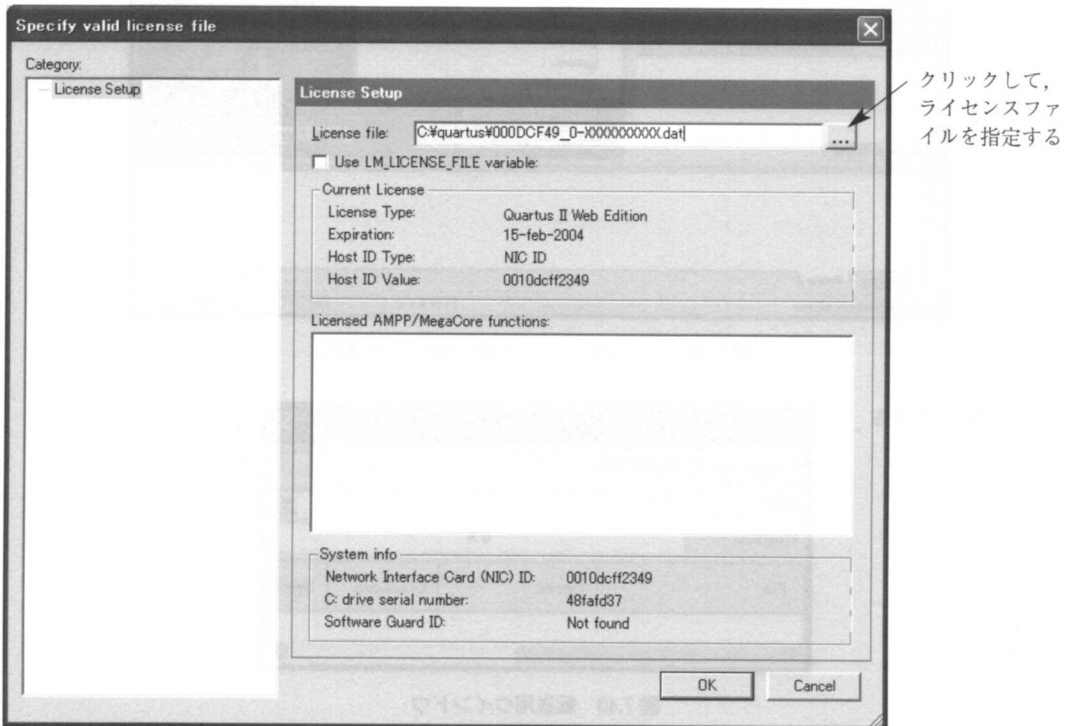 Specify valid license file
Category:
License Setup
License Setup
License file:
C:¥quartus¥000DCF49_0-XXXXXXXXXX.dat
...
クリックして,
ライセンスファ
イルを指定する
Use LM_LICENSE_FILE variable:
Current License
License Type: Quartus II Web Edition
Expiration: 15-feb-2004
Host ID Type: NIC ID
Host ID Value: 0010dcff2349
Licensed AMPP/MegaCore functions:
System info
Network Interface Card (NIC) ID: 0010dcff2349
C: drive serial number: 48fafd37
Software Guard ID: Not found
OK
Cancel